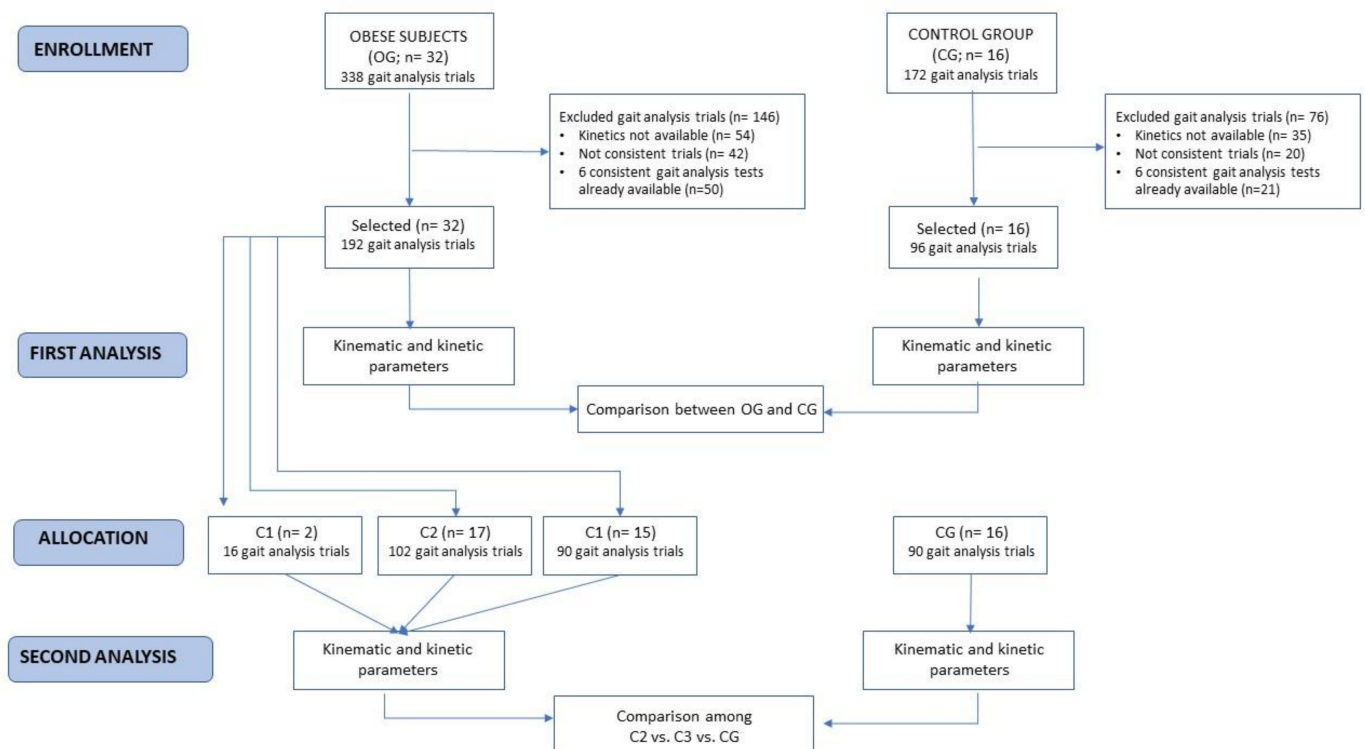 ENROLLMENT
OBESE SUBJECTS
(OG; n= 32)
338 gait analysis trials
CONTROL GROUP
(CG; n= 16)
172 gait analysis trials
Excluded gait analysis trials (n= 146)
• Kinetics not available (n= 54)
• Not consistent trials (n= 42)
• 6 consistent gait analysis tests
already available (n=50)
Excluded gait analysis trials (n= 76)
• Kinetics not available (n= 35)
• Not consistent trials (n= 20)
• 6 consistent gait analysis tests
already available (n=21)
Selected (n= 32)
192 gait analysis trials
Selected (n= 16)
96 gait analysis trials
FIRST ANALYSIS
Kinematic and kinetic
parameters
Kinematic and kinetic
parameters
Comparison between OG and CG
ALLOCATION
C1 (n= 2)
16 gait analysis trials
C2 (n= 17)
102 gait analysis trials
C1 (n= 15)
90 gait analysis trials
CG (n= 16)
90 gait analysis trials
SECOND ANALYSIS
Kinematic and kinetic
parameters
Kinematic and kinetic
parameters
Comparison among
C2 vs. C3 vs. CG